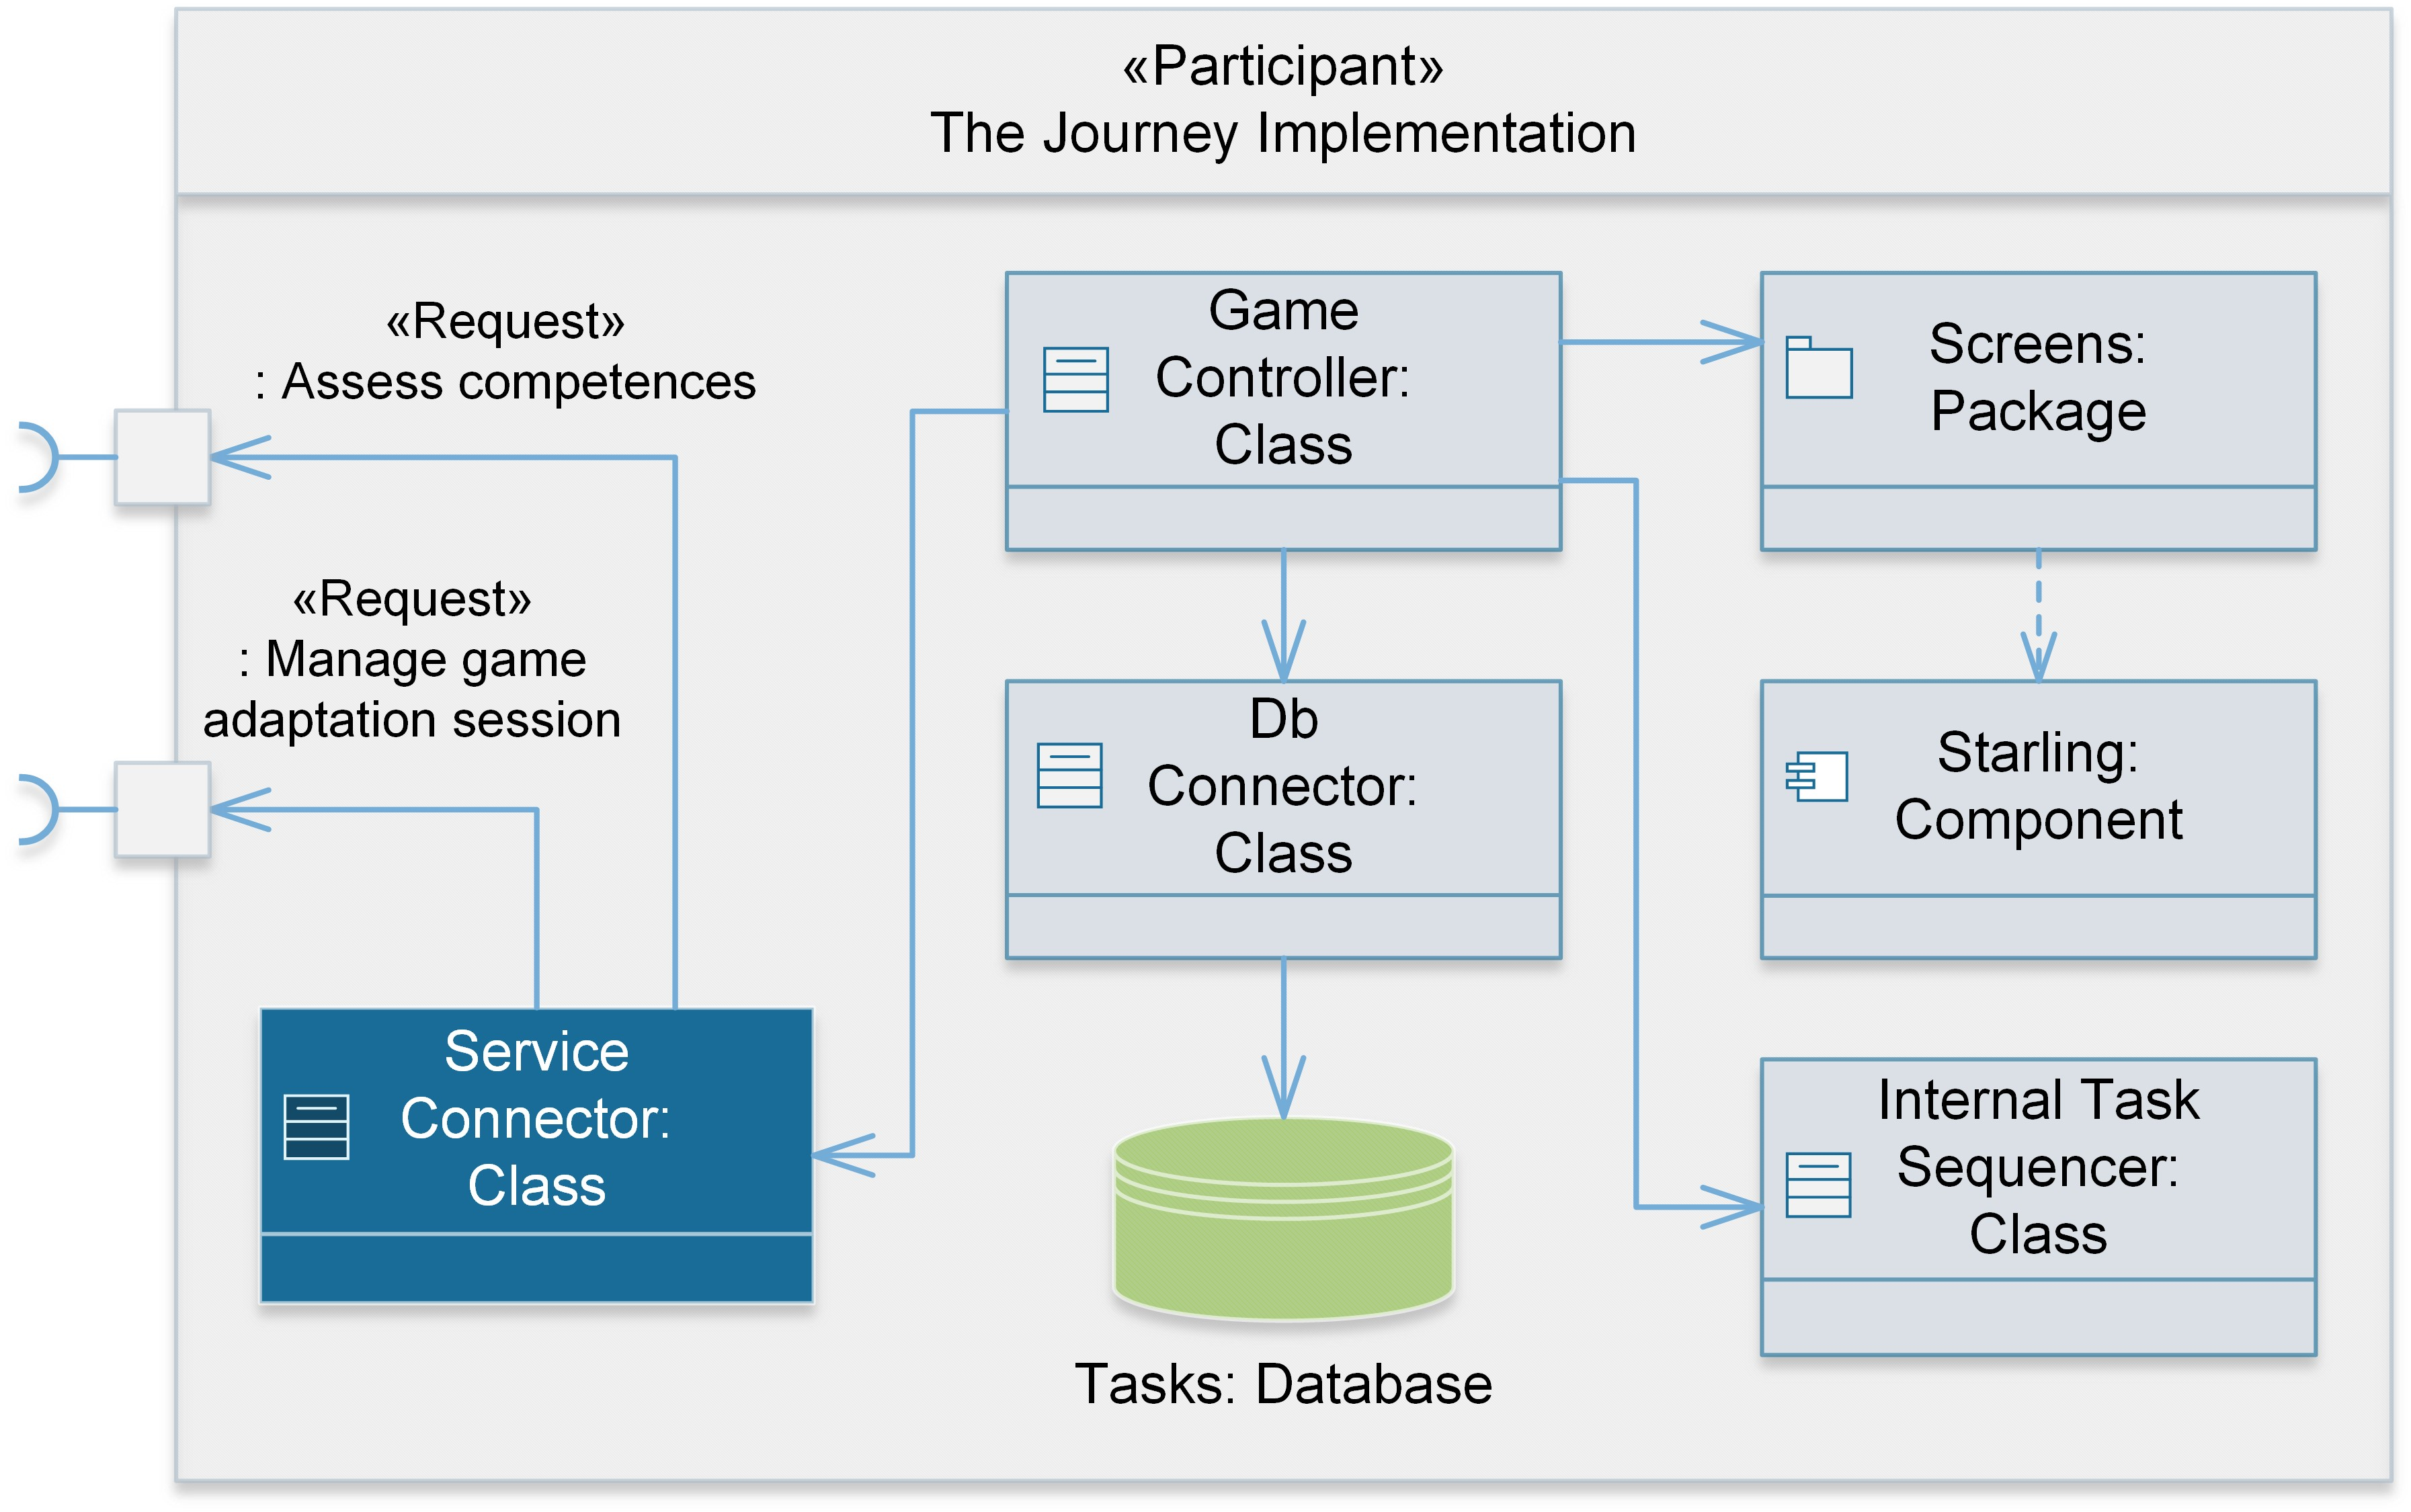 «Participant»
The Journey Implementation
«Request»
: Assess competences
«Request»
: Manage game
adaptation session
Game
Controller:
Class
Screens:
Package
Db
Connector:
Class
Starling:
Component
Service
Connector:
Class
Internal Task
Sequencer:
Class
Tasks: Database